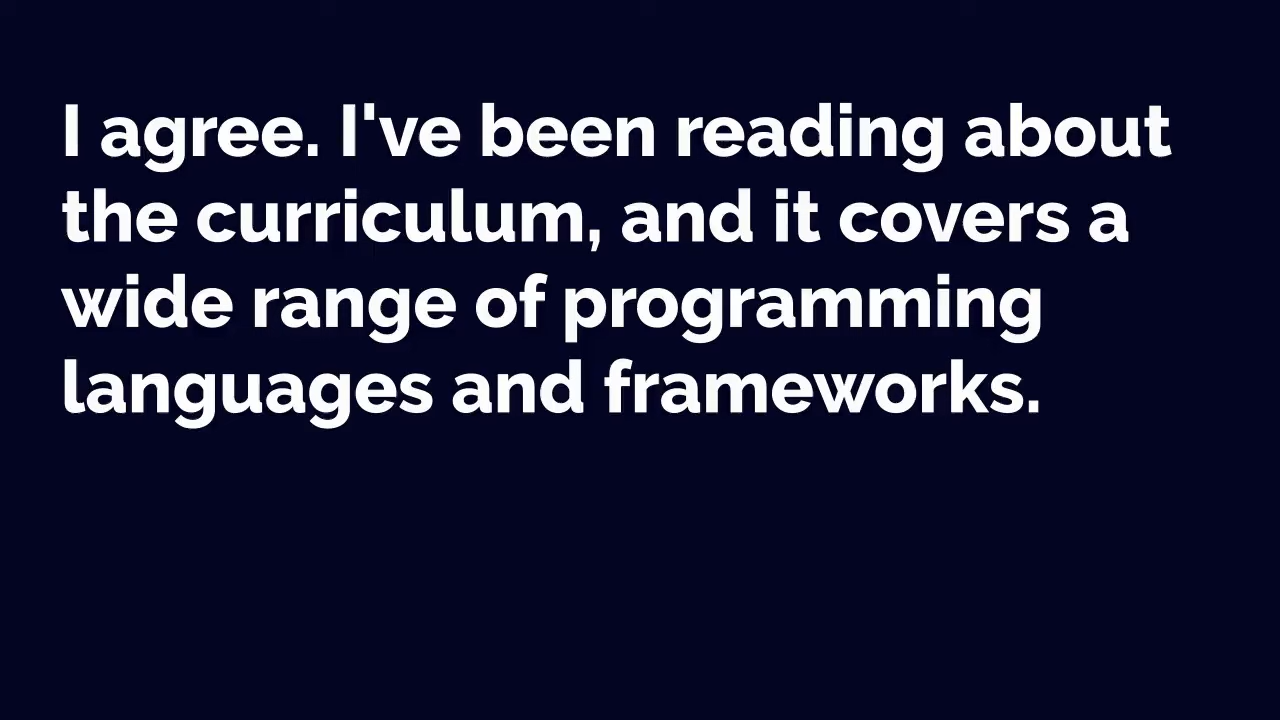 I agree. I've been reading about
the curriculum, and it covers a
wide range of programming
languages and frameworks.